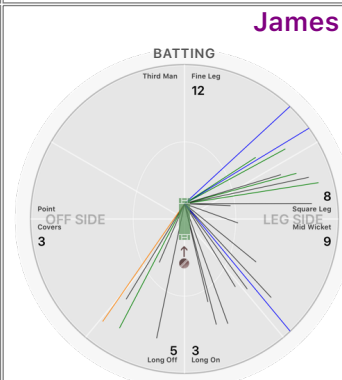 James
BATTING
Third Man Fine Leg
12
8
Point Square Leg
OFF SIDE LEG SIDE
Covers Mid Wicket
3 9
5 3
Long Off Long On